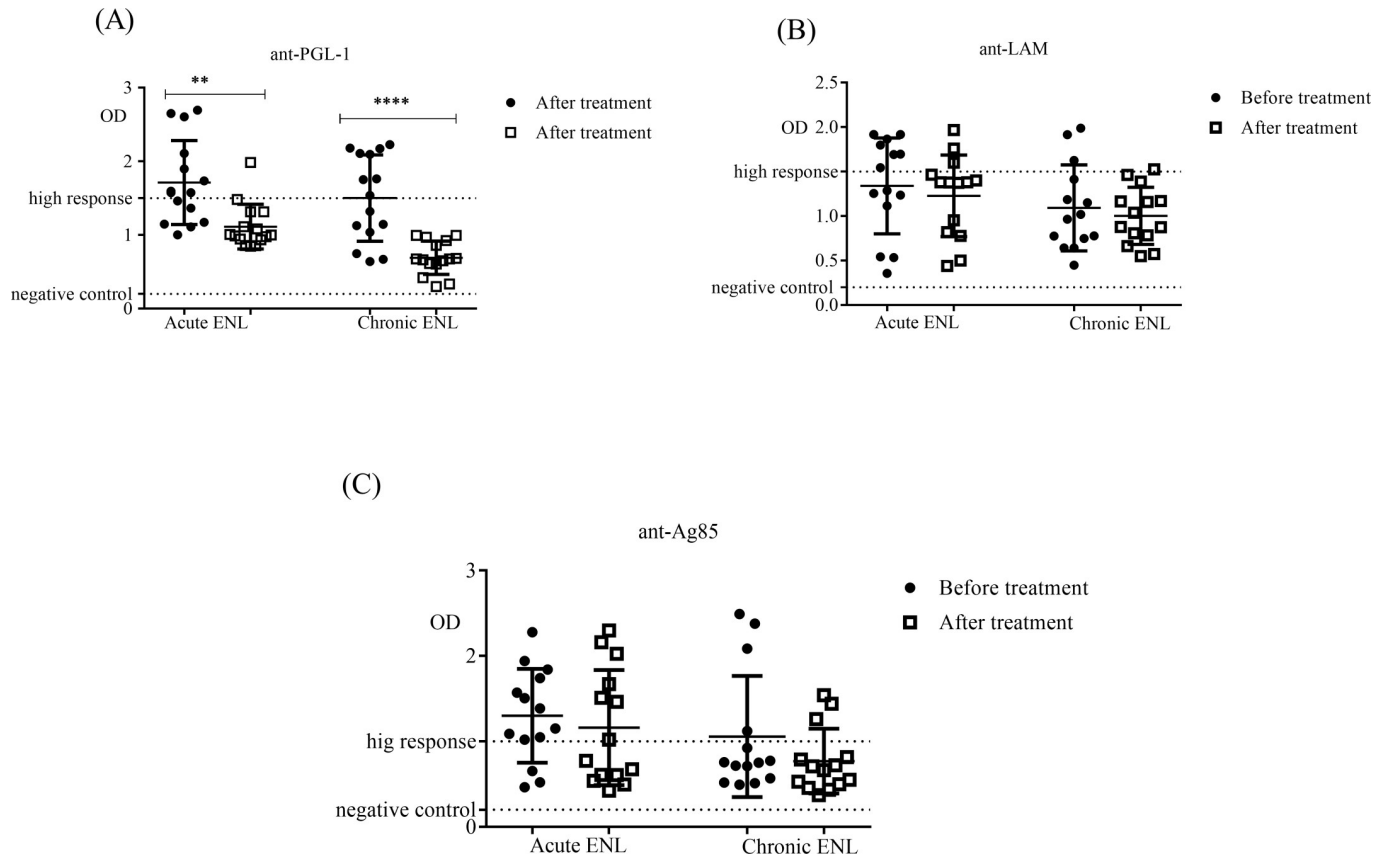 (A)
ant-PGL-1
**
****
3
OD
2
high response
1
negative control
0
Acute ENL
Chronic ENL
After treatment
After treatment
(B)
ant-LAM
2.5
OD 2.0
high response
1.0
0.5
negative control
0.0
Acute ENL
Chronic ENL
Before treatment
After treatment
(C)
ant-Ag85
3
OD
2
hig response
negative control
0
Acute ENL
Chronic ENL
Before treatment
After treatment